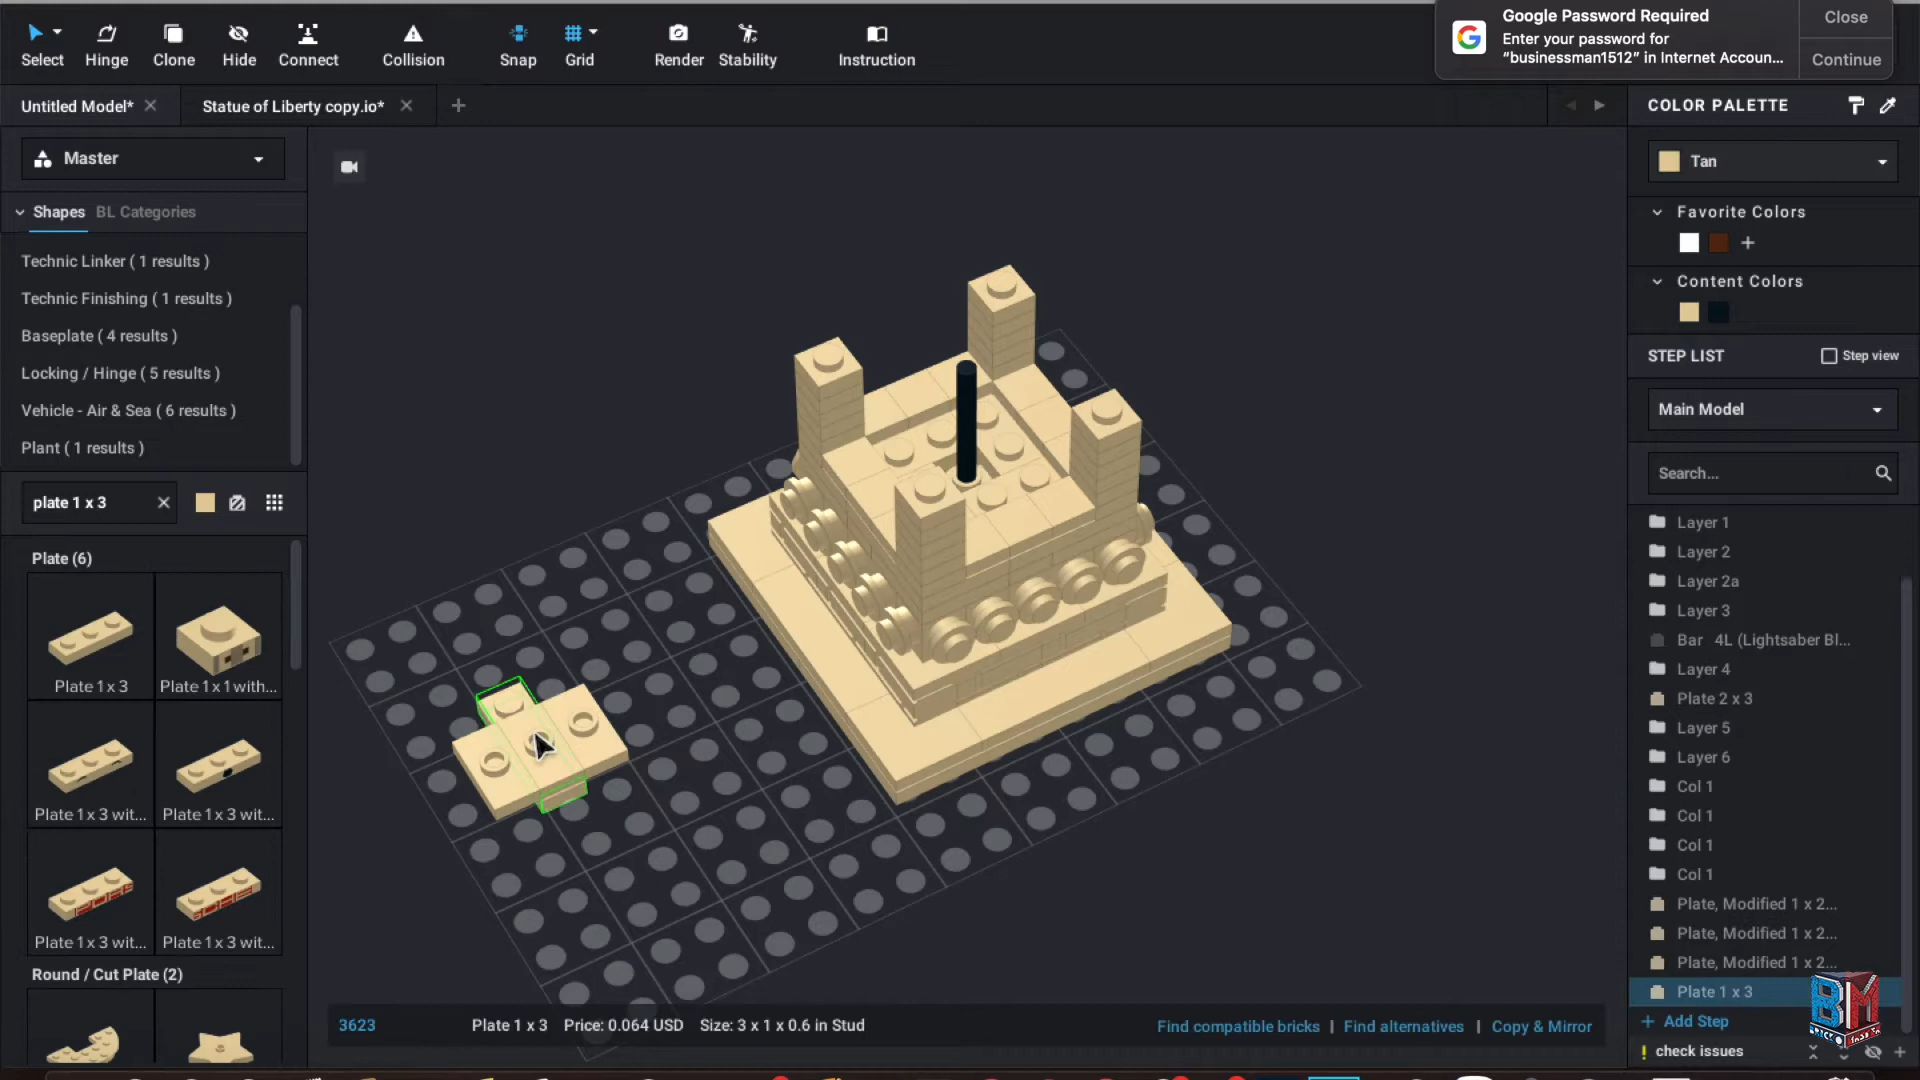 Select
Hinge
Clone
Hide
Connect
Collision
Snap
Grid
Render
Stability
Instruction
Google Password Required
Enter your password for
“businessman1512” in Internet Accoun...
Close
Continue
Untitled Model*
Statue of Liberty copy.io*
COLOR PALETTE
Master
Tan
Shapes
BL Categories
Favorite Colors
Technic Linker ( 1 results )
Technic Finishing ( 1 results )
Baseplate ( 4 results )
Locking / Hinge ( 5 results )
Vehicle - Air & Sea ( 6 results )
Plant ( 1 results )
Content Colors
STEP LIST
Step view
Main Model
Search...
plate 1 x 3
Plate (6)
Plate 1 x 3
Plate 1 x 1 with...
Plate 1 x 3 wit...
Plate 1 x 3 wit...
Plate 1 x 3 wit...
Plate 1 x 3 wit...
Round / Cut Plate (2)
Layer 1
Layer 2
Layer 2a
Layer 3
Bar 4L (Lightsaber Bl...
Layer 4
Plate 2 x 3
Layer 5
Layer 6
Col 1
Col 1
Col 1
Col 1
Plate, Modified 1 x 2...
Plate, Modified 1 x 2...
Plate, Modified 1 x 2...
Plate 1 x 3
+ Add Step
check issues
3623
Plate 1 x 3
Price: 0.064 USD
Size: 3 x 1 x 0.6 in Stud
Find compatible bricks | Find alternatives | Copy & Mirror
BM